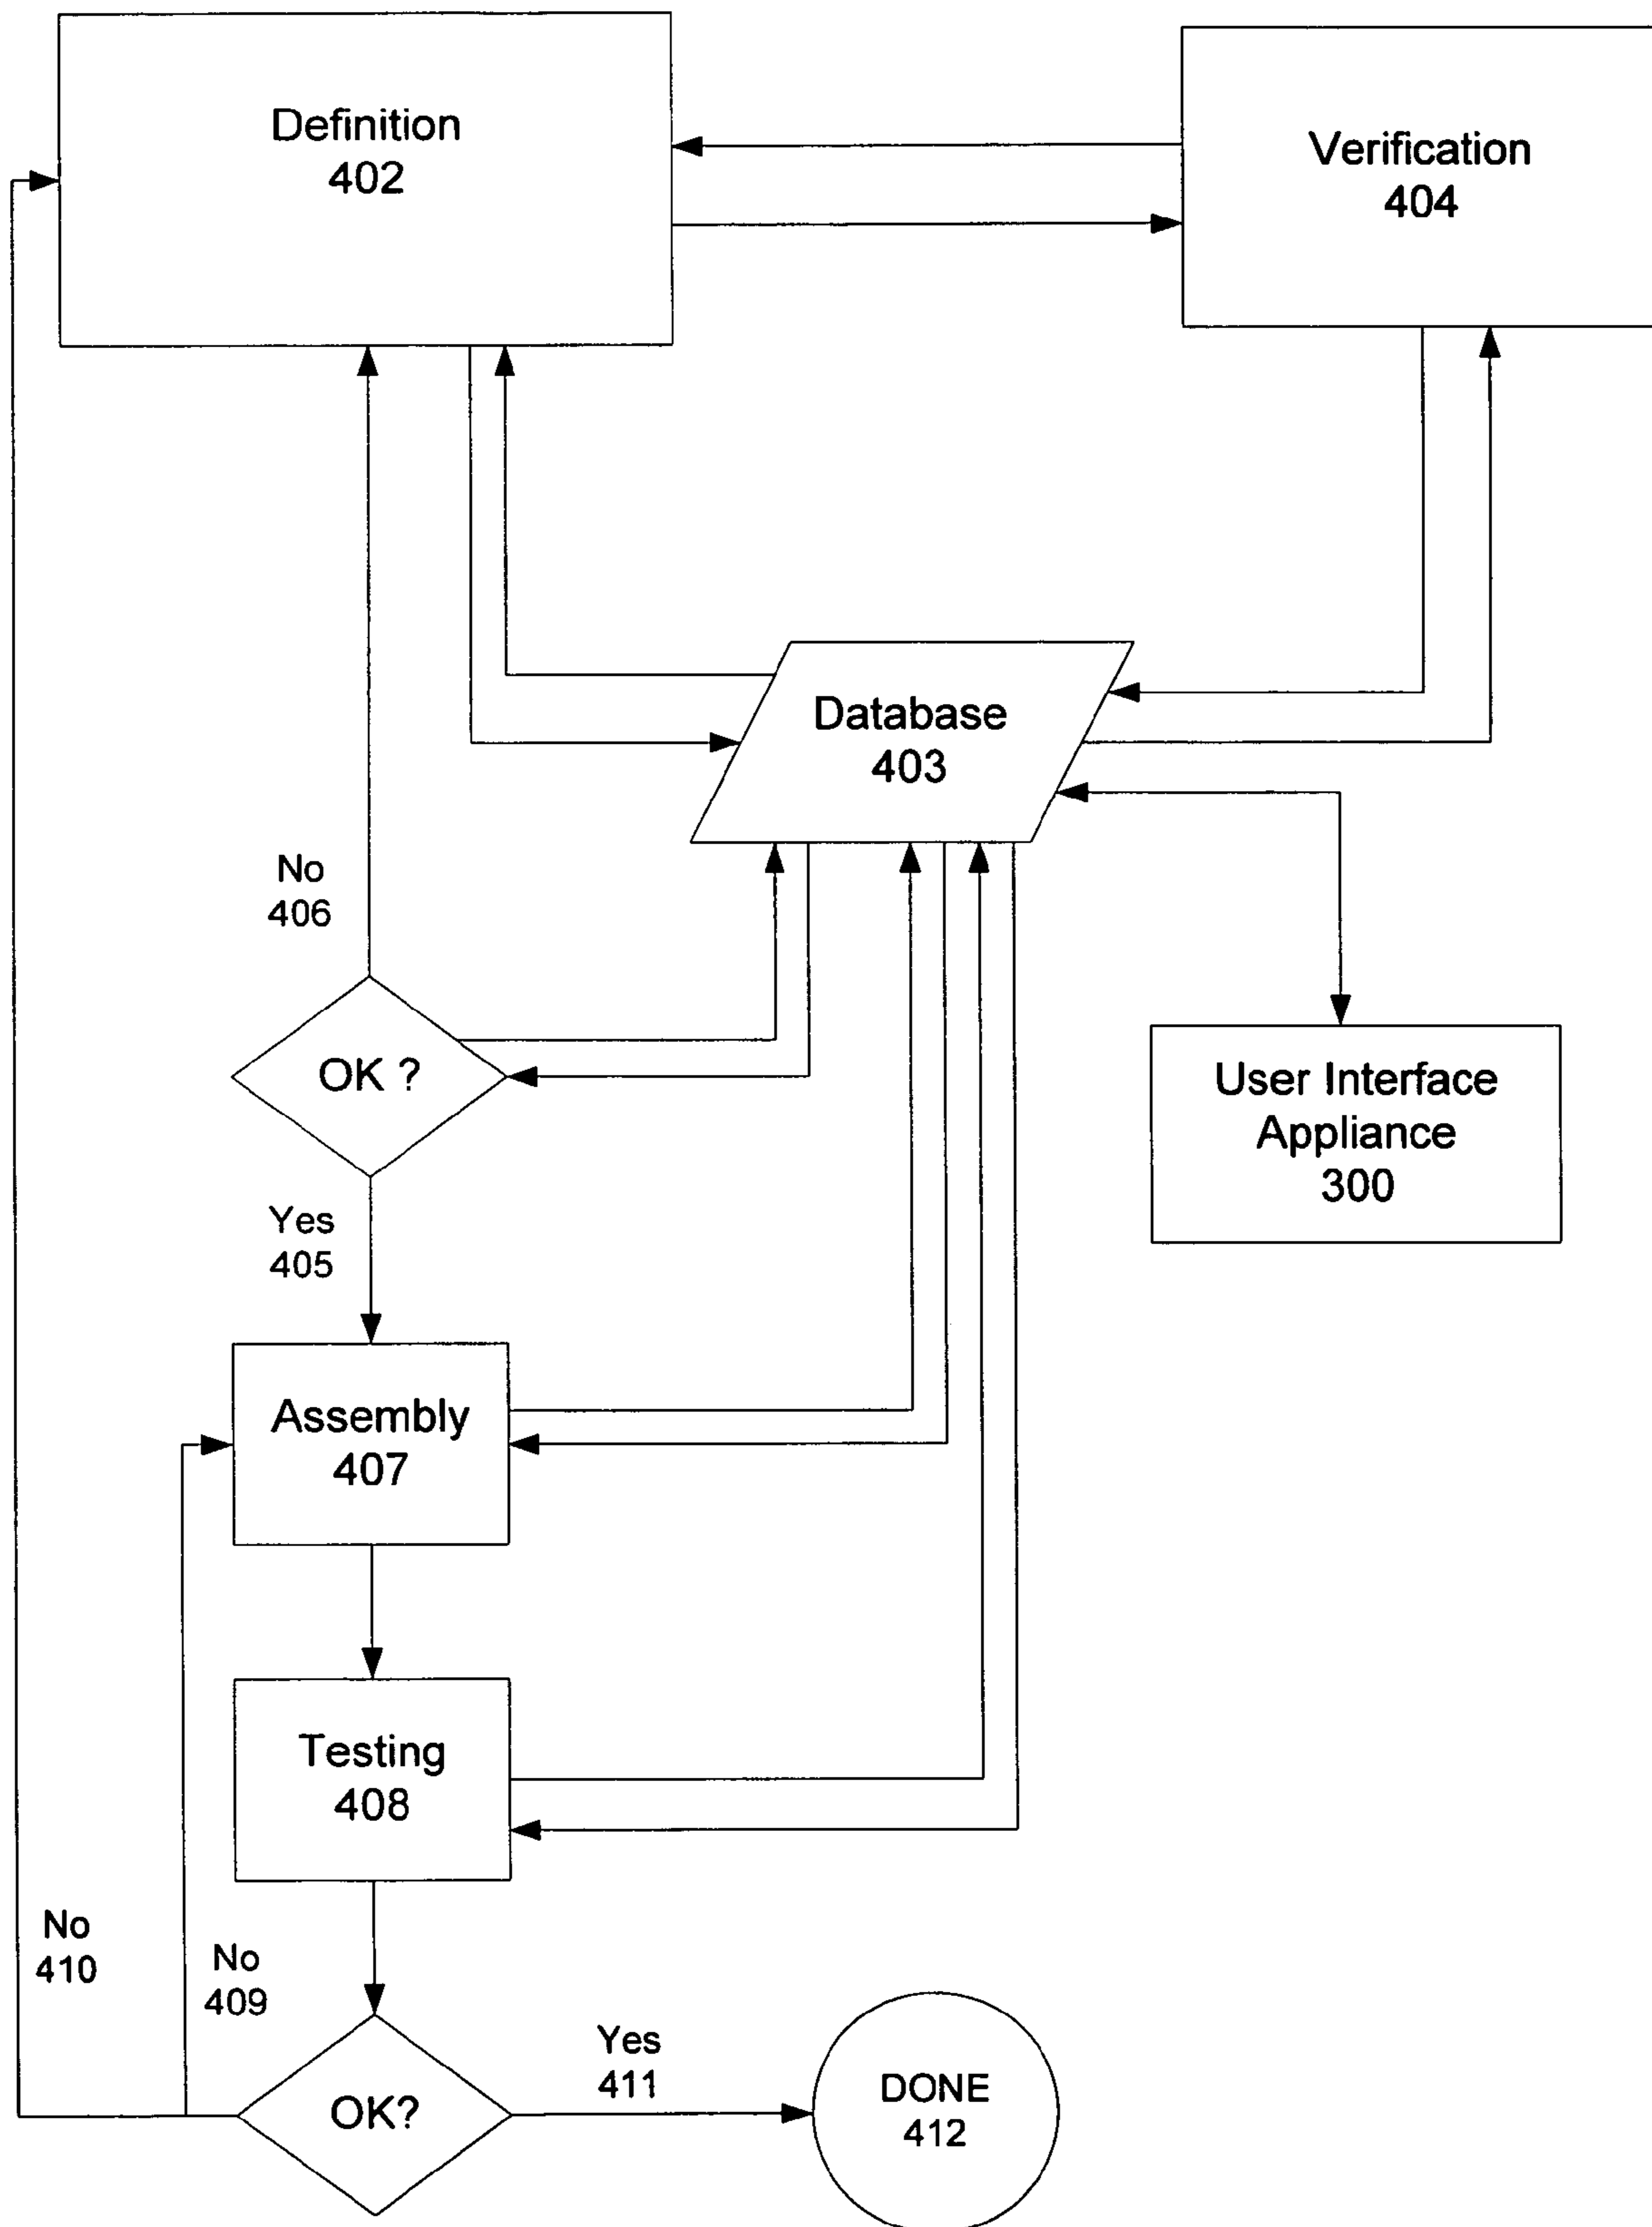 Definition
402
Verification
404
Database
403
No
406
OK ?
User Interface
Appliance
300
Yes
405
Assembly
407
Testing
408
No
410
No
409
Yes
411
OK?
DONE
412